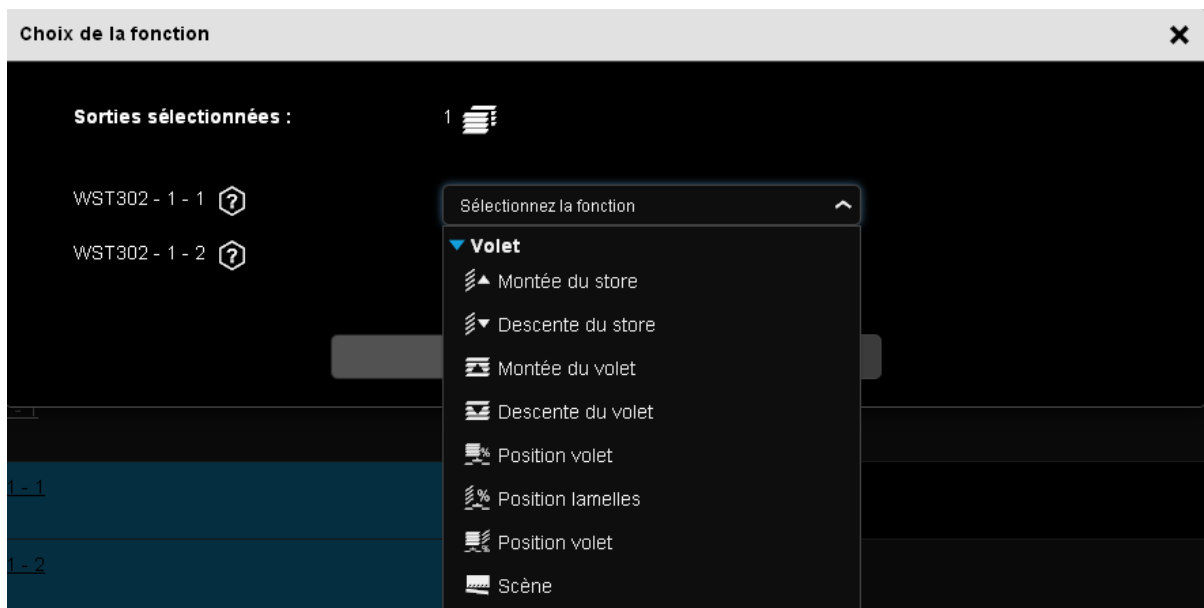 Choix de la fonction
Sorties sélectionnées :
1
WST302 - 1 - 1
Sélectionnez la fonction
WST302 - 1 - 2
Volet
Montée du store
Descente du store
Montée du volet
Descente du volet
Position volet
Position lamelles
Position volet
Scène
- 1
1 - 1
1 - 2